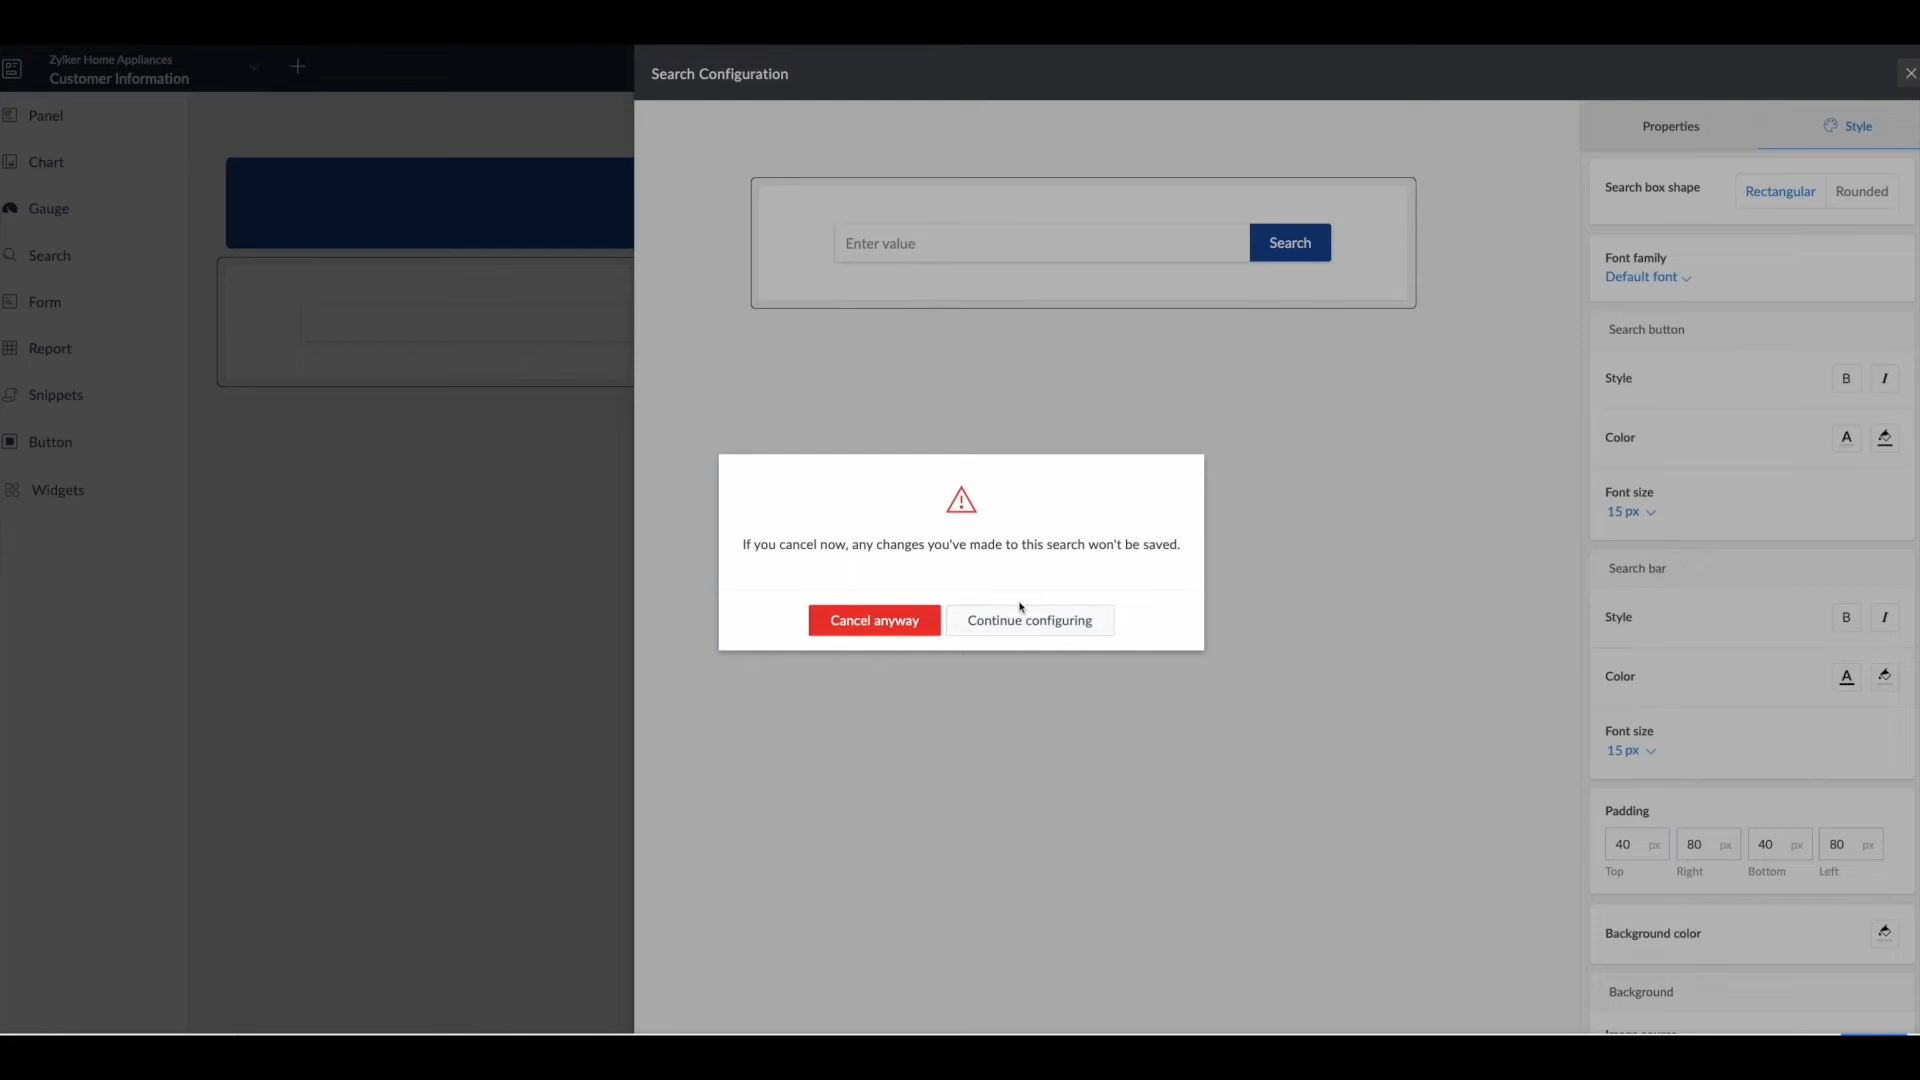 Zylker Home Appliances
Customer Information
Search Configuration
Panel
Chart
Gauge
Search
Form
Report
Snippets
Button
Widgets
Enter value
Search
If you cancel now, any changes you've made to this search won't be saved.
Cancel anyway
Continue configuring
Properties
Style
Search box shape
Rectangular
Rounded
Font family
Default font
Search button
Style
B
I
Color
A
Font size
15 px
Search bar
Style
B
I
Color
A
Font size
15 px
Padding
40 px
80 px
40 px
80 px
Top
Right
Bottom
Left
Background color
Background